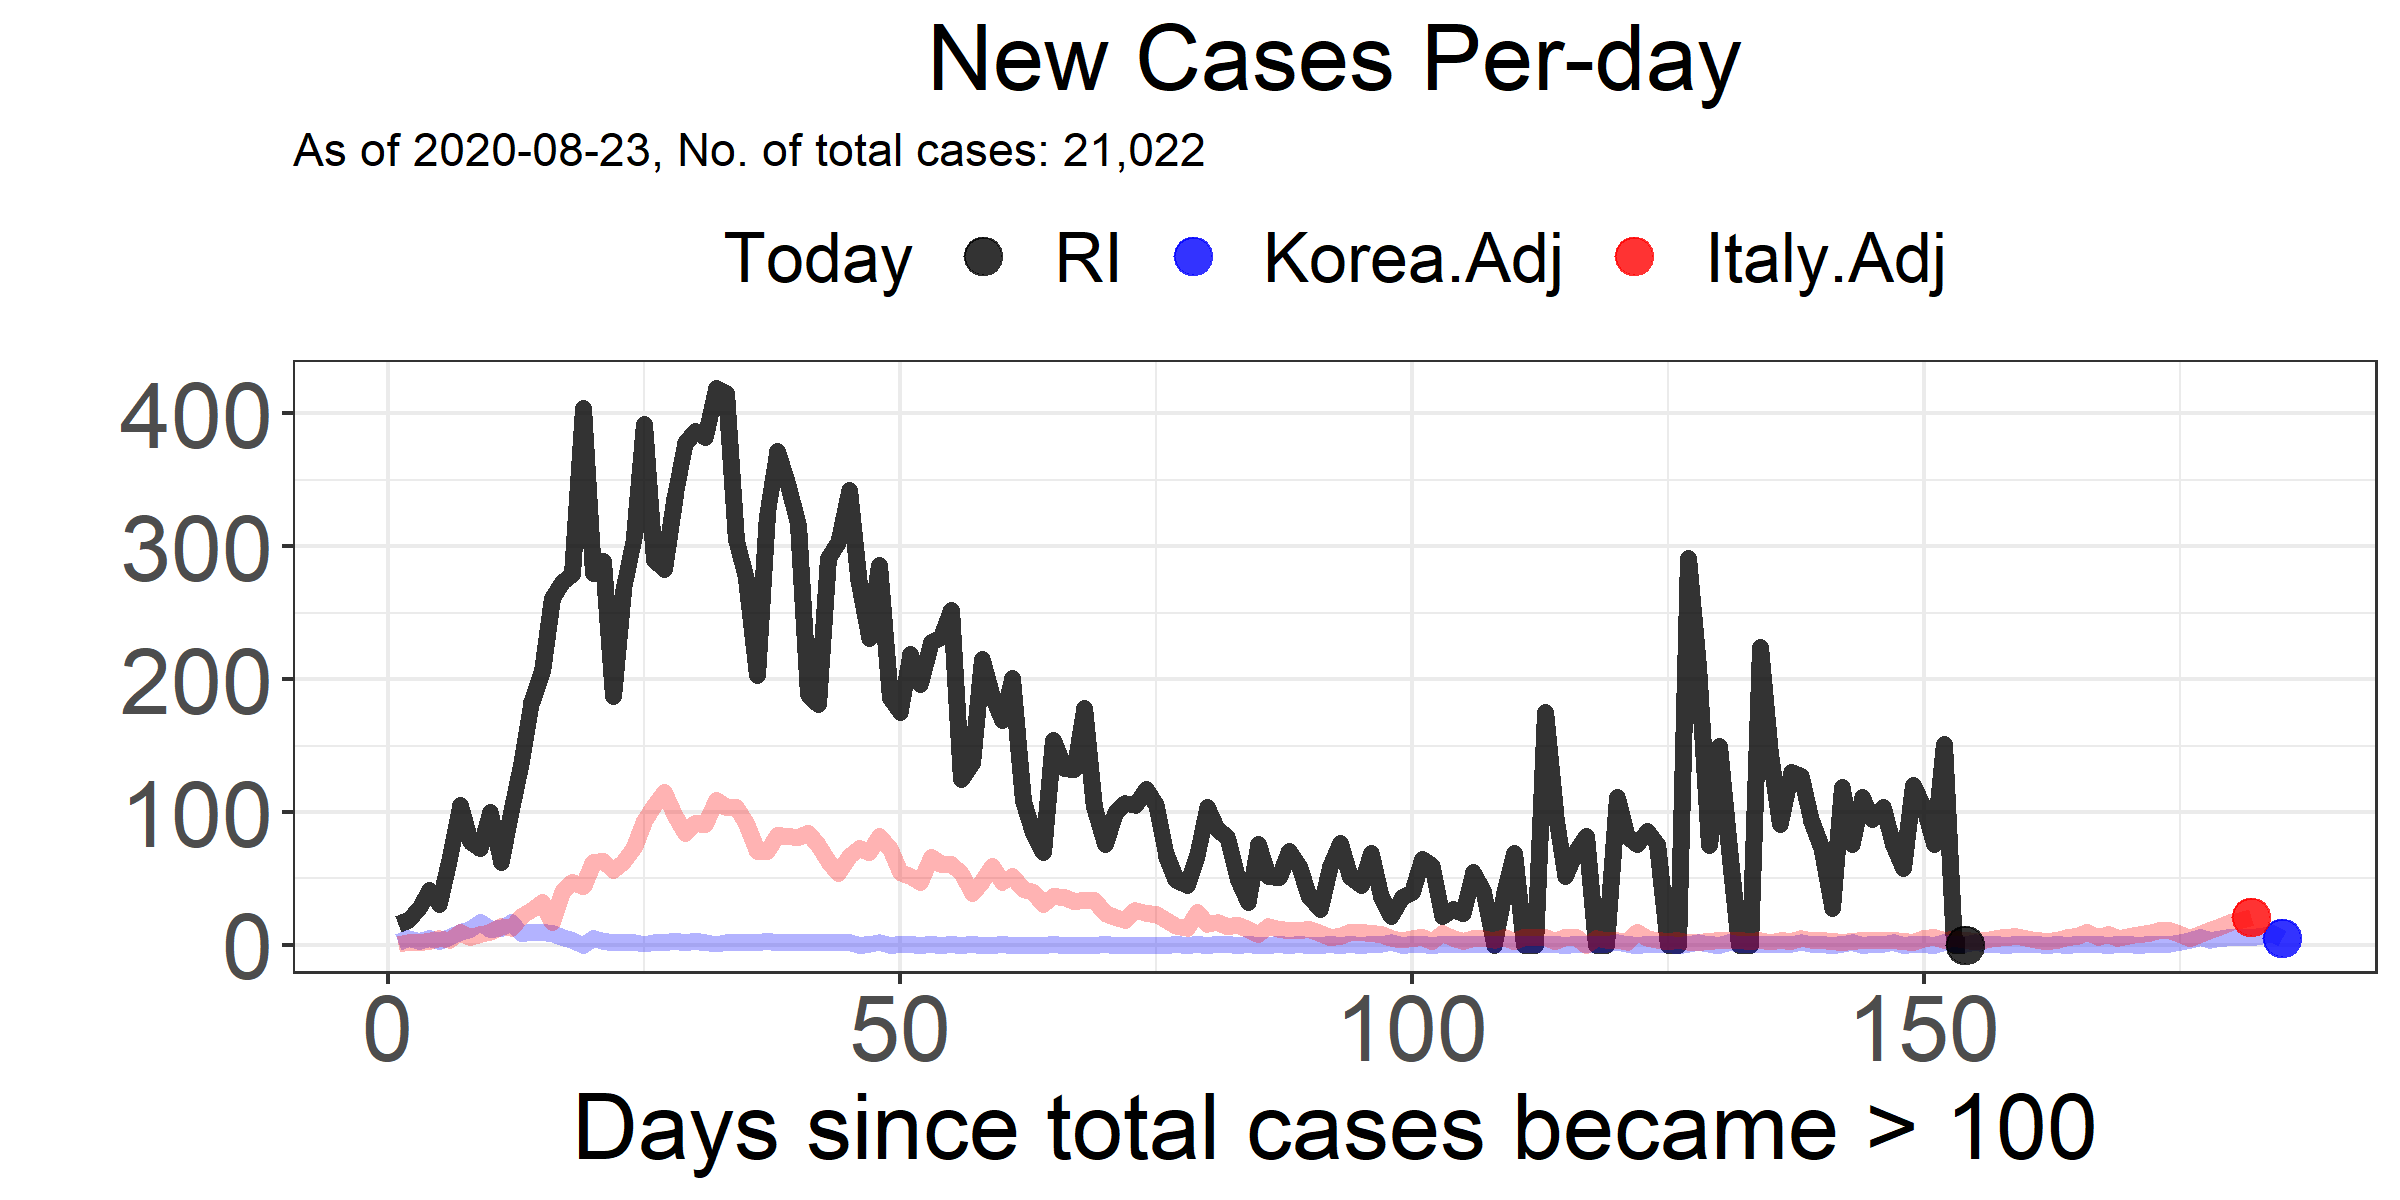 New Cases Per-day
As of 2020-08-23, No. of total cases: 21,022
Today RI Korea.Adj Italy.Adj
400
300
200
100
0
0 50 100 150
Days since total cases became > 100